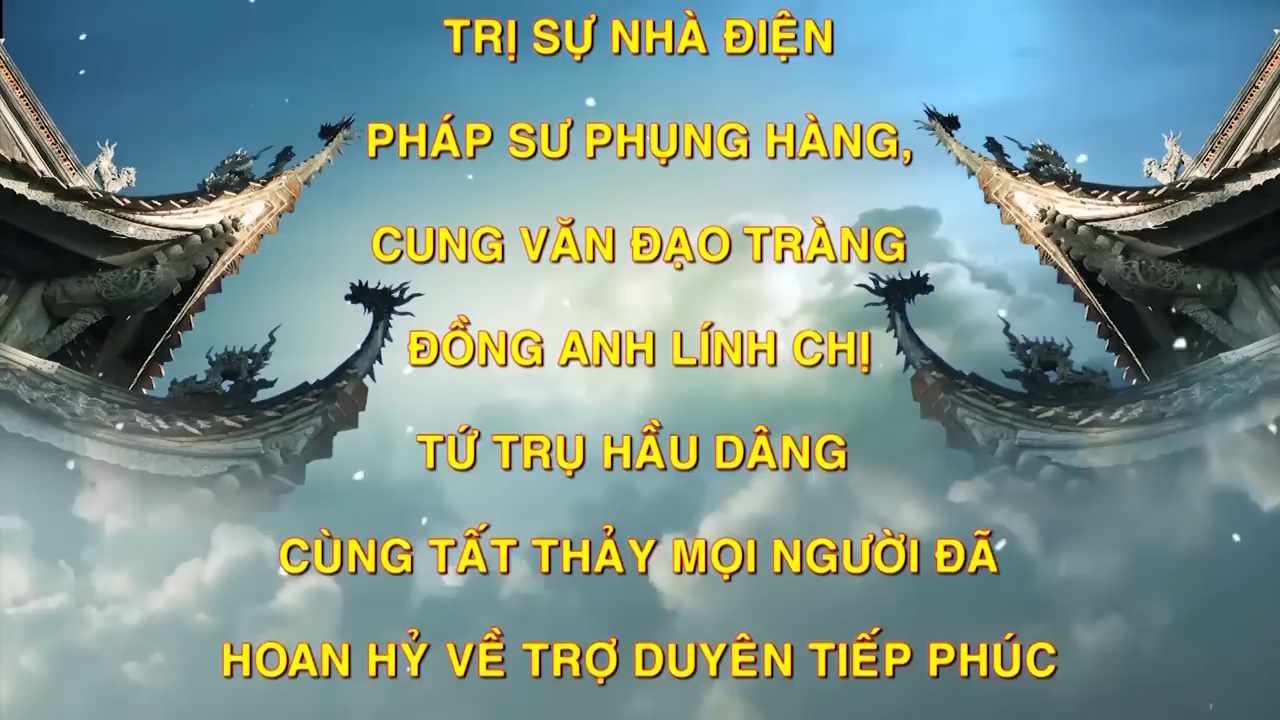 TRỊ SỰ NHÀ ĐIỆN
PHÁP SƯ PHỤNG HÀNG,
CUNG VĂN ĐẠO TRÀNG
ĐỒNG ANH LÍNH CHỊ
TỨ TRỤ HẦU DÂNG
CÙNG TẤT THẢY MỌI NGƯỜI ĐÃ
HOAN HỶ VỀ TRỢ DUYÊN TIẾP PHÚC